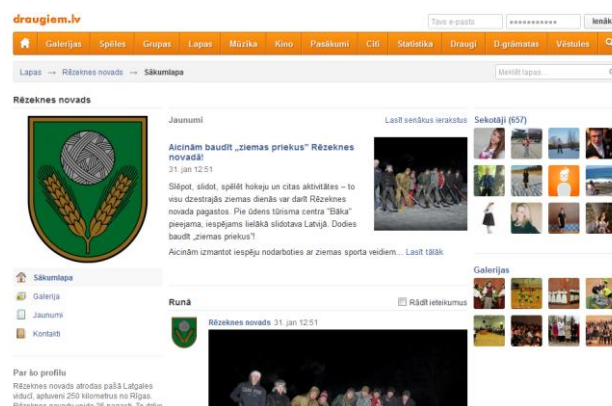 draugiem.lv
Tavs e-pasts
Ienāk
Galerijas Spēles Grupas Lapas Mūzika Kino Pasākumi Citi Statistika Draugi D-grāmatas Vēstules
Lapas → Rēzeknes novads → Sākumlapa
Meklēt lapas...
Rēzeknes novads
Jaunumi
Lasīt senākus ierakstus
Sekotāji (657)
Aicinām baudīt „ziemas priekus” Rēzeknes
novadā!
31. jan 12:51
Slēpot, slidot, spēlēt hokeju un citas aktivitātes – to
visu dzestrajās ziemas dienās var darīt Rēzeknes
novada pagastos. Pie ūdens tūrisma centra "Bāka"
pieejama, iespējams lielākā slidotava Latvijā. Dodies
baudīt „ziemas priekus”!
Aicinām izmantot iespēju nodarboties ar ziemas sporta veidiem... Lasīt tālāk
Sākumlapa
Galerija
Jaunumi
Kontakti
Galerijas
Runā
Rādīt ieteikumus
Rēzeknes novads 31. jan 12:51
Par šo profilu
Rēzeknes novads atrodas pašā Latgales
viducī, aptuveni 250 kilometrus no Rīgas.